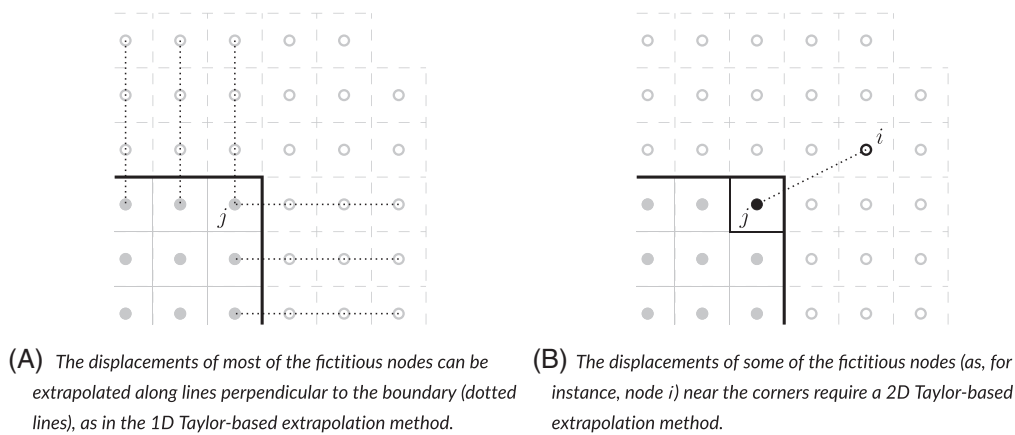 j
i
j
(A) The displacements of most of the fictitious nodes can be
extrapolated along lines perpendicular to the boundary (dotted
lines), as in the 1D Taylor-based extrapolation method.
(B) The displacements of some of the fictitious nodes (as, for
instance, node i) near the corners require a 2D Taylor-based
extrapolation method.